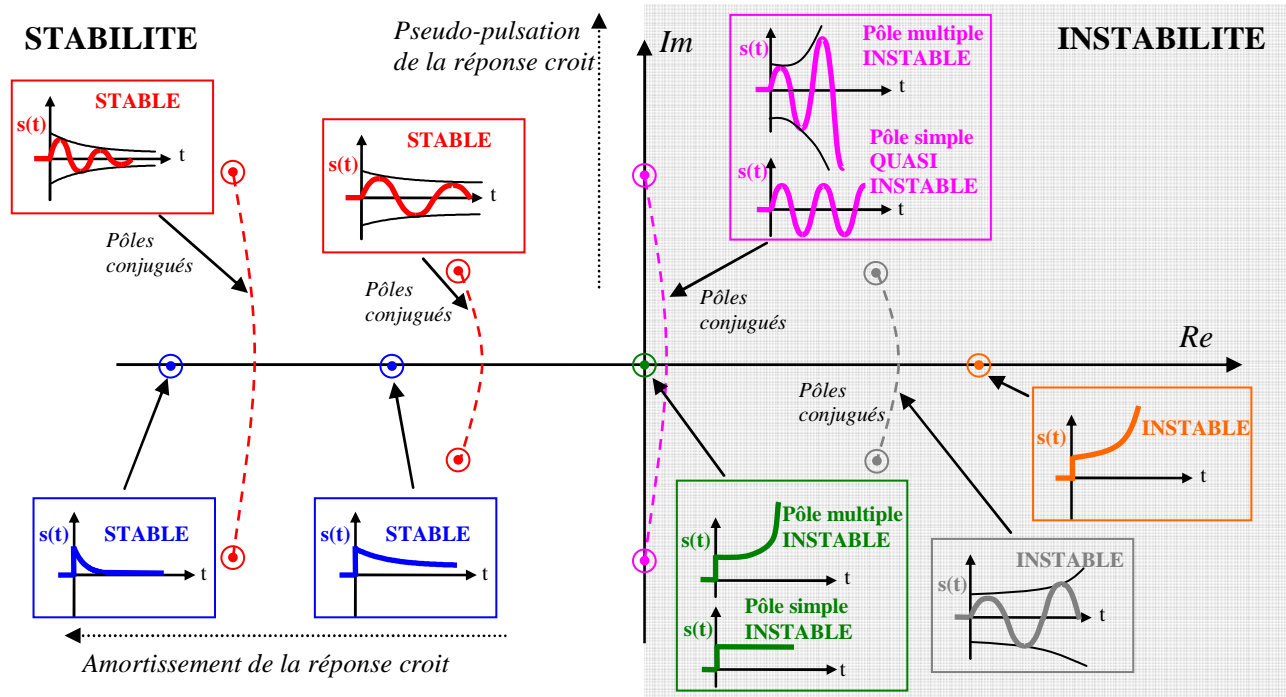 STABILITE
Pseudo-pulsation
de la réponse croit
Im
INSTABILITE
STABLE
s(t)
t
Pôles
conjugués
STABLE
s(t)
t
Pôles
conjugués
Pôle multiple
INSTABLE
s(t)
t
Pôle simple
QUASI
INSTABLE
s(t)
t
Pôles
conjugués
Re
Pôles
conjugués
INSTABLE
s(t)
t
STABLE
s(t)
t
STABLE
s(t)
t
Pôle multiple
INSTABLE
s(t)
t
Pôle simple
INSTABLE
s(t)
t
INSTABLE
s(t)
t
Amortissement de la réponse croit